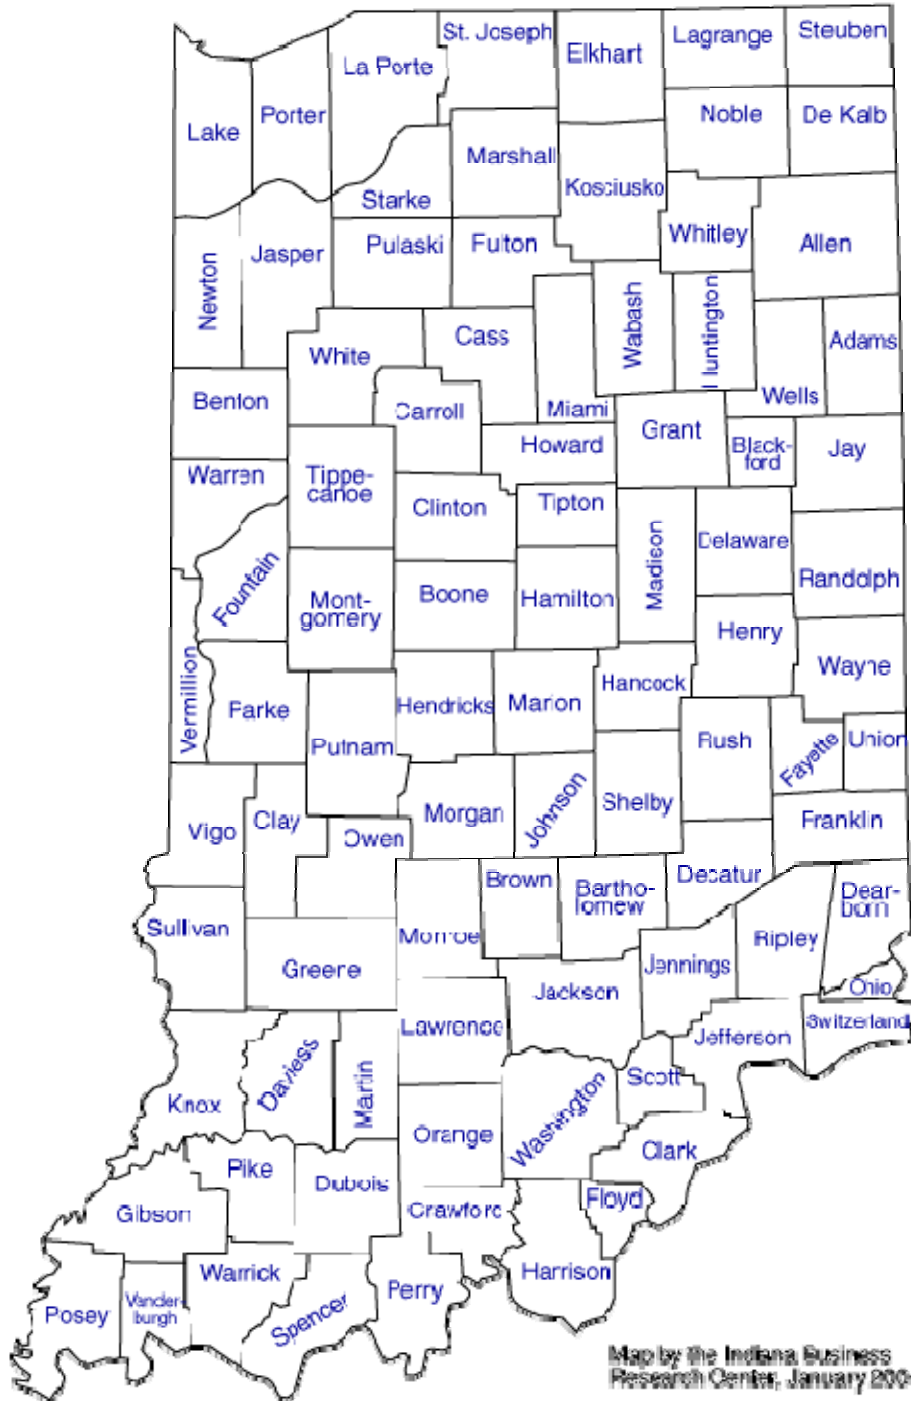 St. Joseph
Elkhart
Lagrange
Steuben
La Porte
Porter
Lake
Noble
De Kalb
Marshall
Kosciusko
Starke
Whitley
Allen
Jasper
Pulaski
Fulton
Newton
Wabash
Huntington
White
Cass
Adams
Benton
Carroll
Miami
Wells
Howard
Grant
Black-
ford
Jay
Warren
Tippe-
canoe
Clinton
Tipton
Madison
Delaware
Fountain
Mont-
gomery
Boone
Hamilton
Randolph
Henry
Vermillion
Farke
Putnam
Hendricks
Marion
Hancock
Wayne
Rush
Fayette
Union
Vigo
Clay
Owen
Morgan
Johnson
Shelby
Franklin
Decatur
Brown
Bartho-
lomew
Dear-
born
Sullivan
Greene
Monroe
Jennings
Ripley
Ohio
Jackson
Lawrence
Jefferson
Switzerland
Knox
Daviess
Martin
Scott
Orange
Washington
Clark
Pike
Dubois
Gibson
Crawford
Floyd
Harrison
Warrick
Perry
Posey
Vander-
burgh
Spencer
Map by the Indiana Business
Research Center, January 200